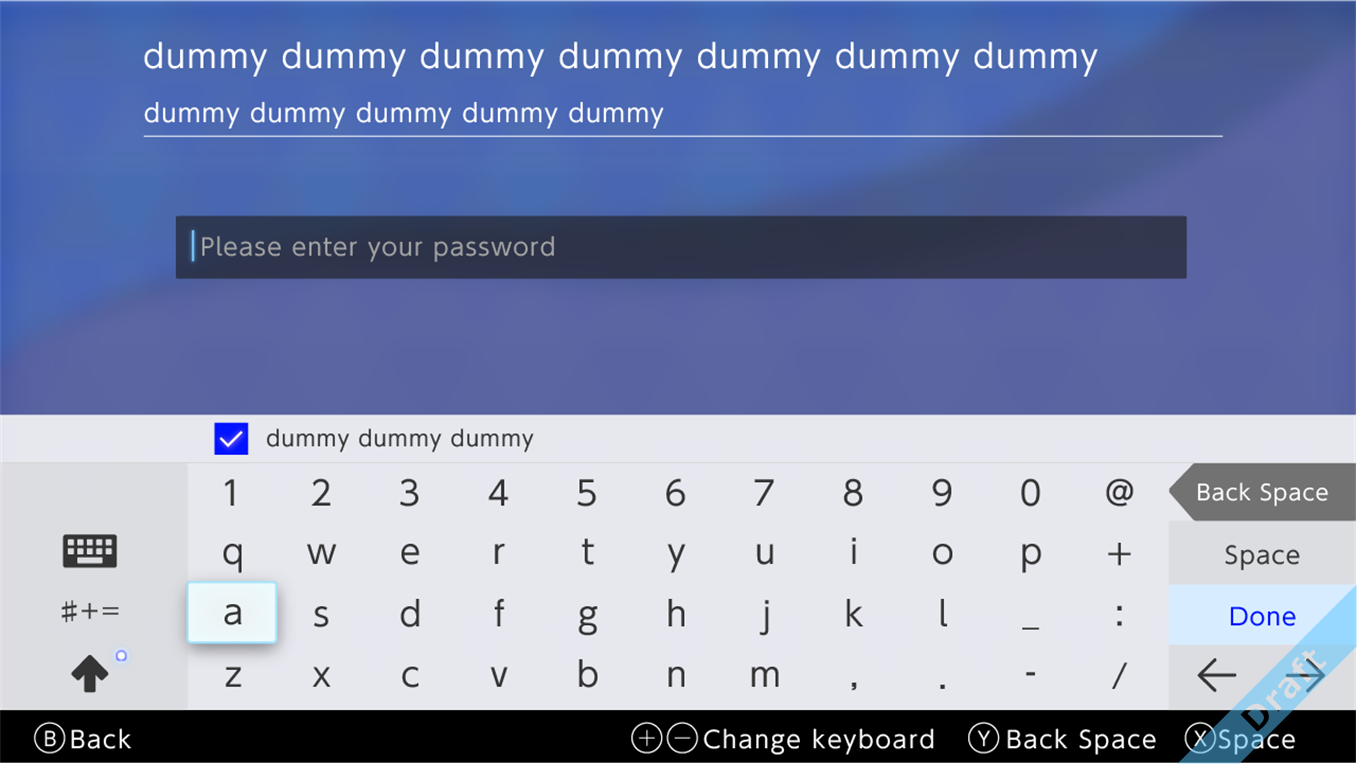 dummy dummy dummy dummy dummy dummy dummy
dummy dummy dummy dummy dummy
Please enter your password
dummy dummy dummy
1 2 3 4 5 6 7 8 9 0 @ Back Space
q w e r t y u i o p + Space
#+= a s d f g h j k l _ : Done
z x c v b n m , . - / ← →
Draft
B Back + - Change keyboard Y Back Space X Space